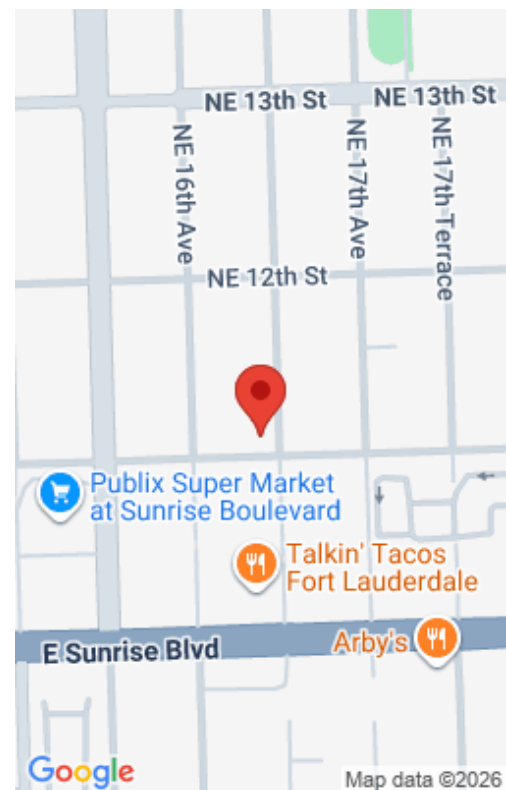 NE 13th St
NE 13th St
NE 16th Ave
NE 17th Ave
NE 17th Terrace
NE 12th St
Publix Super Market
at Sunrise Boulevard
Talkin' Tacos
Fort Lauderdale
Arby's
E Sunrise Blvd
Google
Map data ©2026